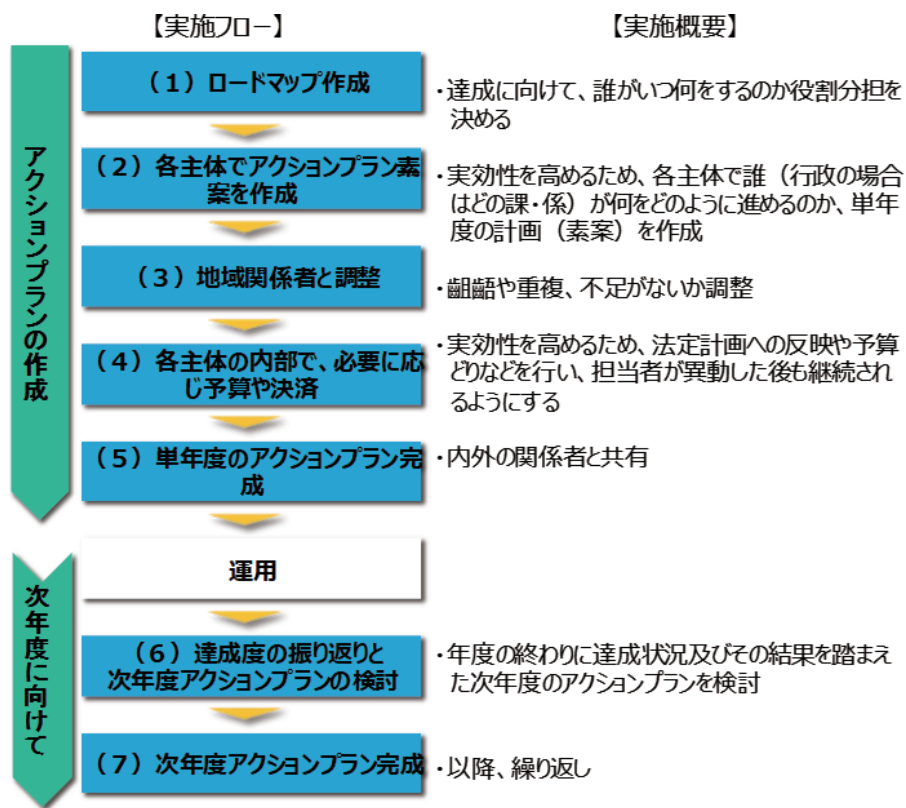 【実施フロー】
【実施概要】
アクションプランの作成
（１）ロードマップ作成
・達成に向けて、誰がいつ何をするのか役割分担を
決める
（２）各主体でアクションプラン素
案を作成
・実効性を高めるため、各主体で誰（行政の場合
はどの課・係）が何をどのように進めるのか、単年
度の計画（素案）を作成
（３）地域関係者と調整
・齟齬や重複、不足がないか調整
（４）各主体の内部で、必要に応
じ予算や決済
・実効性を高めるため、法定計画への反映や予算
どりなどを行い、担当者が異動した後も継続され
るようにする
（５）単年度のアクションプラン完
成
・内外の関係者と共有
次年度に向けて
運用
（６）達成度の振り返りと
次年度アクションプランの検討
・年度の終わりに達成状況及びその結果を踏まえ
た次年度のアクションプランを検討
（７）次年度アクションプラン完成
・以降、繰り返し